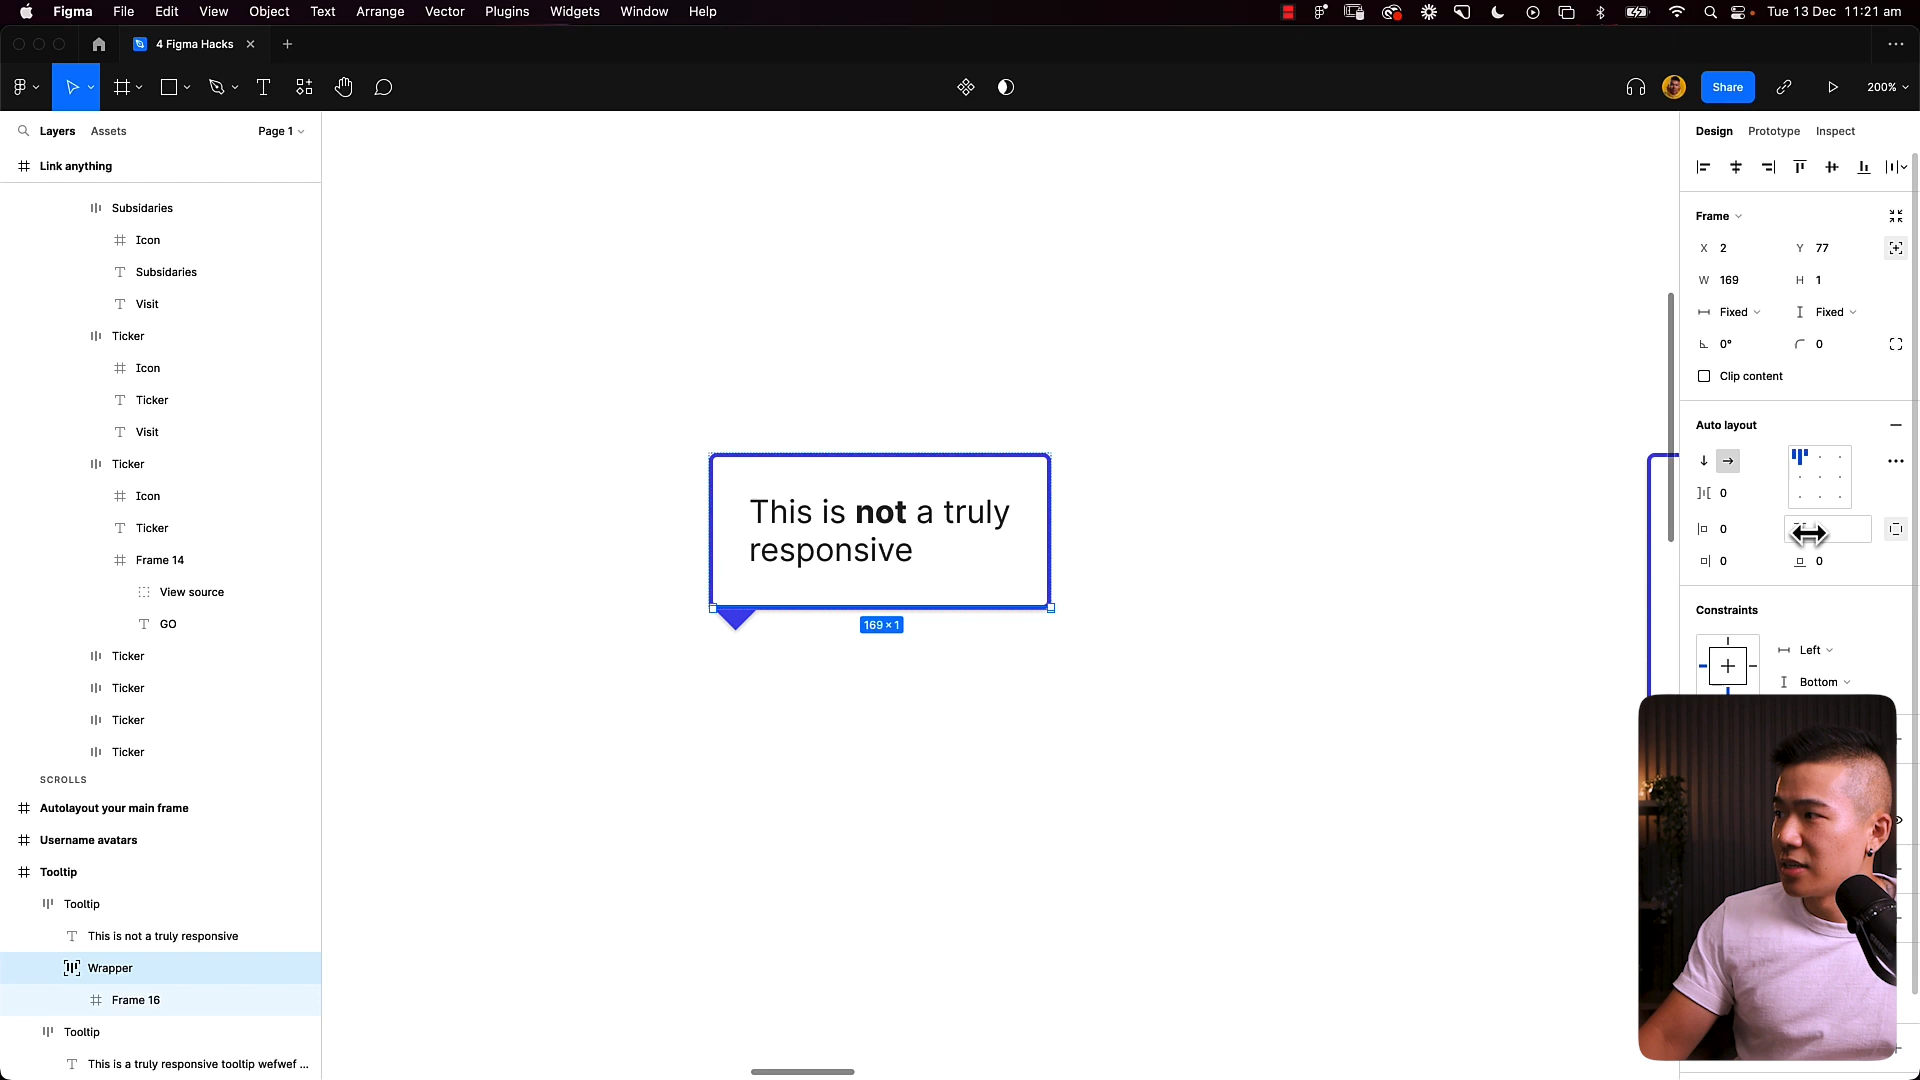 Figma File Edit View Object Text Arrange Vector Plugins Widgets Window Help
Tue 13 Dec 11:21 am
4 Figma Hacks
Share
200%
Layers Assets Page 1
Link anything
Subsidaries
Icon
Subsidaries
Visit
Ticker
Icon
Ticker
Visit
Ticker
Icon
Ticker
Frame 14
View source
GO
Ticker
Ticker
Ticker
Ticker
SCROLLS
Autolayout your main frame
Username avatars
Tooltip
Tooltip
This is not a truly responsive
Wrapper
Frame 16
Tooltip
This is a truly responsive tooltip wefwef ...
This is not a truly
responsive
169 × 1
Design Prototype Inspect
Frame
X 2 Y 77
W 169 H 1
Fixed Fixed
0° 0
Clip content
Auto layout
0
0
0 0
Constraints
Left
Bottom